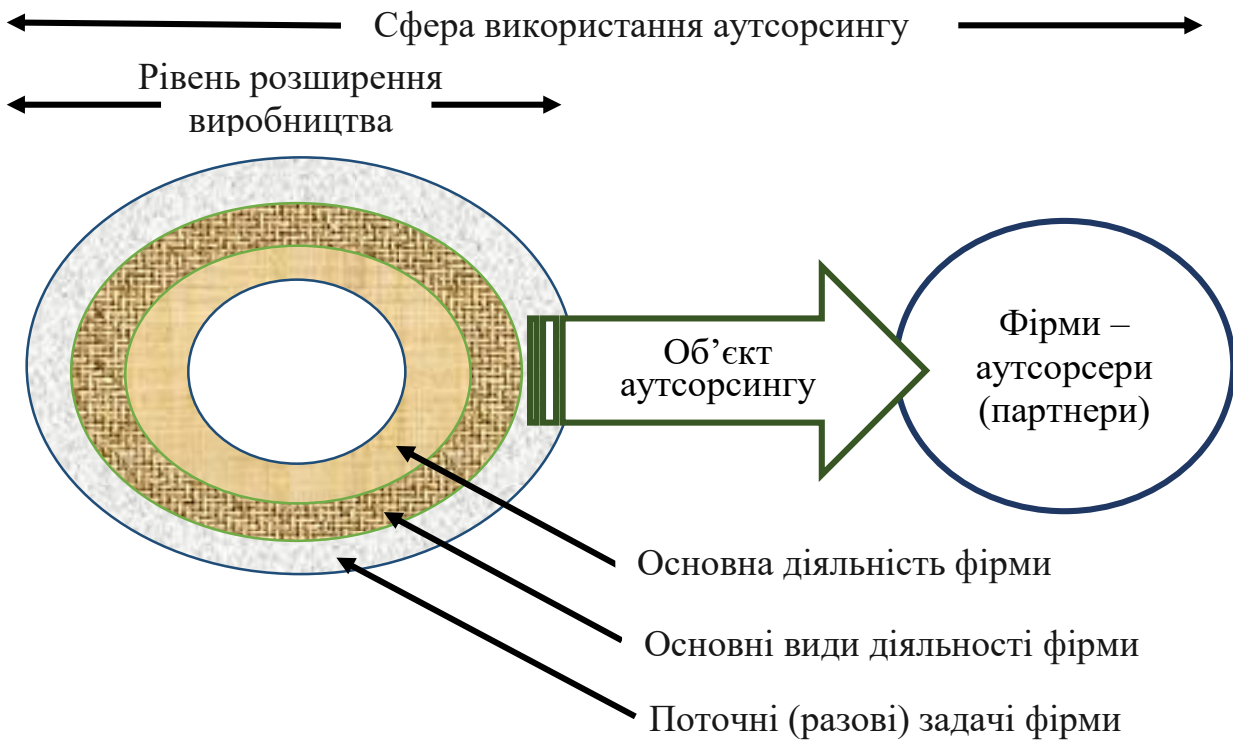 Сфера використання аутсорсингу
Рівень розширення
виробництва
Об’єкт
аутсорсингу
Фірми –
аутсорсери
(партнери)
Основна діяльність фірми
Основні види діяльності фірми
Поточні (разові) задачі фірми